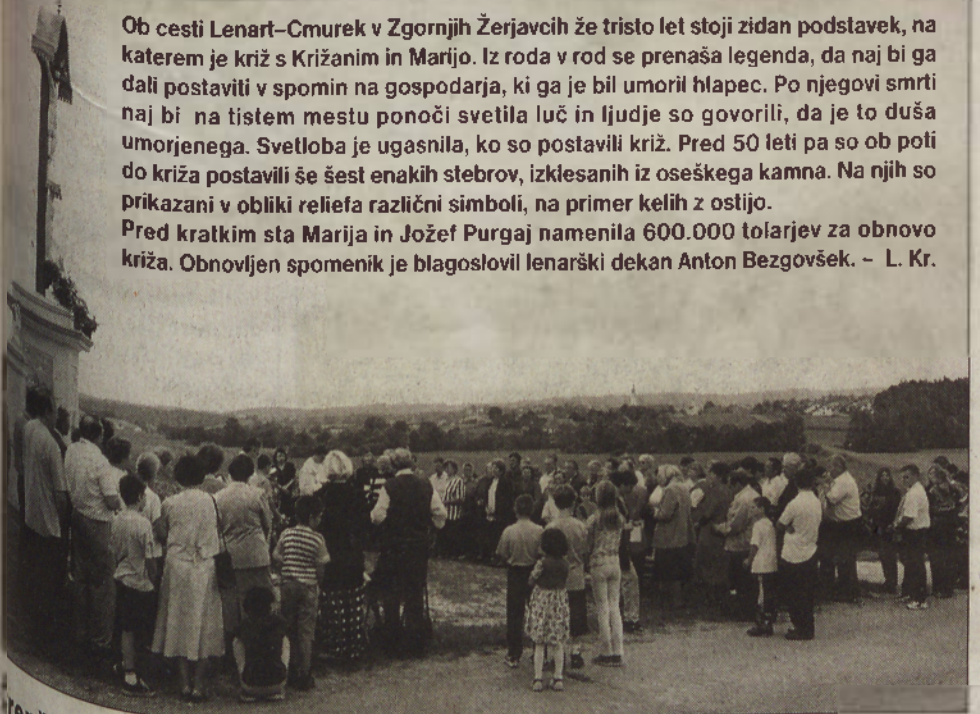 Ob cesti Lenart–Cmurek v Zgornjih Žerjavcih že tristo let stoji zidan podstavek, na
katerem je križ s Križanim in Marijo. Iz roda v rod se prenaša legenda, da naj bi ga
dali postaviti v spomin na gospodarja, ki ga je bil umoril hlapec. Po njegovi smrti
naj bi na tistem mestu ponoči svetila luč in ljudje so govorili, da je to duša
umorjenega. Svetloba je ugasnila, ko so postavili križ. Pred 50 leti pa so ob poti
do križa postavili še šest enakih stebrov, izklesanih iz oseškega kamna. Na njih so
prikazani v obliki reliefa različni simboli, na primer kelih z ostijo.
Pred kratkim sta Marija in Jožef Purgaj namenila 600.000 tolarjev za obnovo
križa. Obnovljen spomenik je blagoslovil lenarški dekan Anton Bezgovšek. – L. Kr.